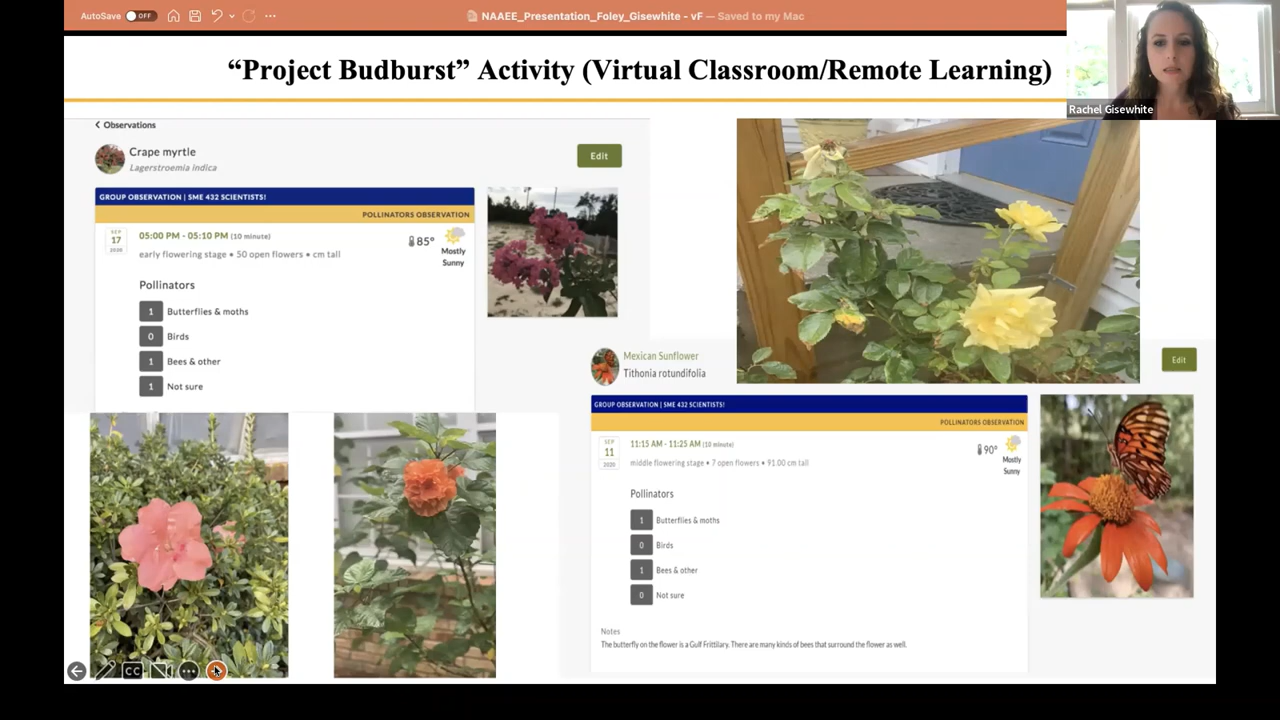 AutoSave OFF
NAAEE_Presentation_Foley_Gisewhite - vF — Saved to my Mac
“Project Budburst” Activity (Virtual Classroom/Remote Learning)
Rachel Gisewhite
Observations
Crape myrtle
Lagerstroemia indica
Edit
GROUP OBSERVATION | SME 432 SCIENTISTS!
POLLINATORS OBSERVATION
SEP
17
2020
05:00 PM - 05:10 PM (10 minute)
early flowering stage • 50 open flowers • cm tall
85°
Mostly
Sunny
Pollinators
1 Butterflies & moths
0 Birds
1 Bees & other
1 Not sure
Mexican Sunflower
Tithonia rotundifolia
Edit
GROUP OBSERVATION | SME 432 SCIENTISTS!
POLLINATORS OBSERVATION
SEP
11
2020
11:15 AM - 11:25 AM (10 minute)
middle flowering stage • 7 open flowers • 91.00 cm tall
90°
Mostly
Sunny
Pollinators
1 Butterflies & moths
0 Birds
1 Bees & other
0 Not sure
Notes
The butterfly on the flower is a Gulf Frittilary. There are many kinds of bees that surround the flower as well.
CC